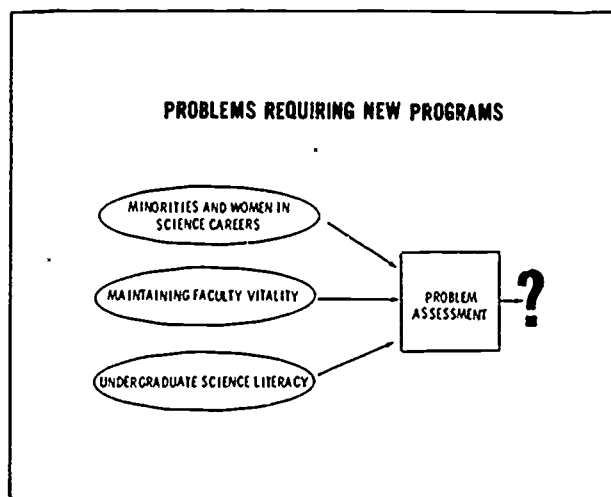 PROBLEMS REQUIRING NEW PROGRAMS
MINORITIES AND WOMEN IN
SCIENCE CAREERS
MAINTAINING FACULTY VITALITY
UNDERGRADUATE SCIENCE LITERACY
PROBLEM
ASSESSMENT
?